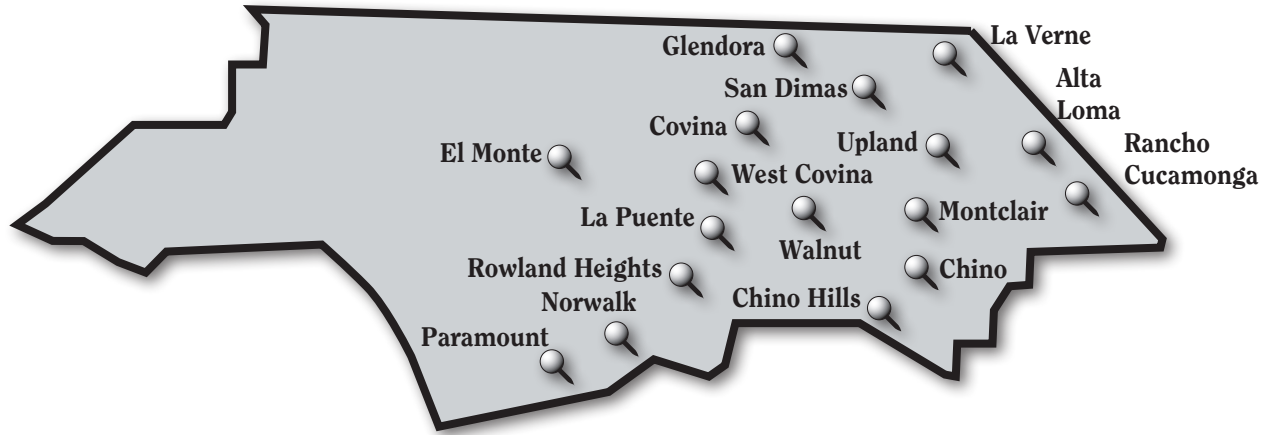 La Verne
Glendora
Alta
Loma
San Dimas
Covina
Upland
Rancho
Cucamonga
El Monte
West Covina
La Puente
Montclair
Walnut
Rowland Heights
Chino
Norwalk
Chino Hills
Paramount